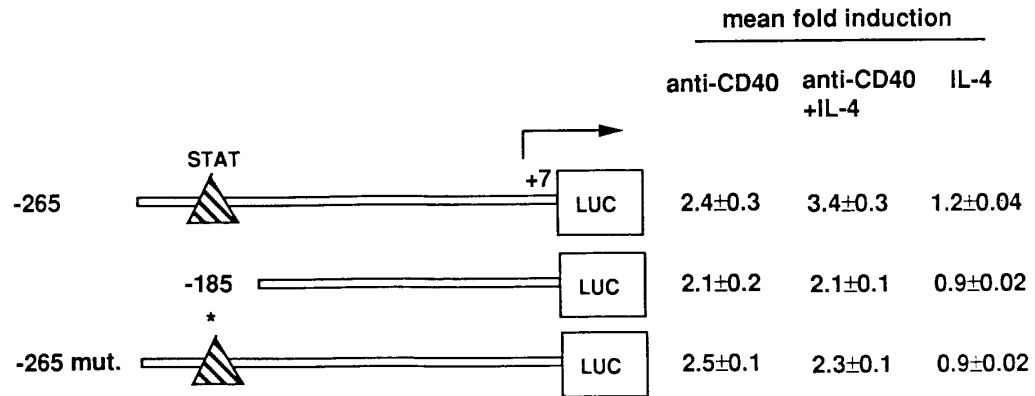 mean fold induction
anti-CD40 anti-CD40 +IL-4 IL-4
STAT
+7
-265 LUC 2.4±0.3 3.4±0.3 1.2±0.04
-185 LUC 2.1±0.2 2.1±0.1 0.9±0.02
*
-265 mut. LUC 2.5±0.1 2.3±0.1 0.9±0.02